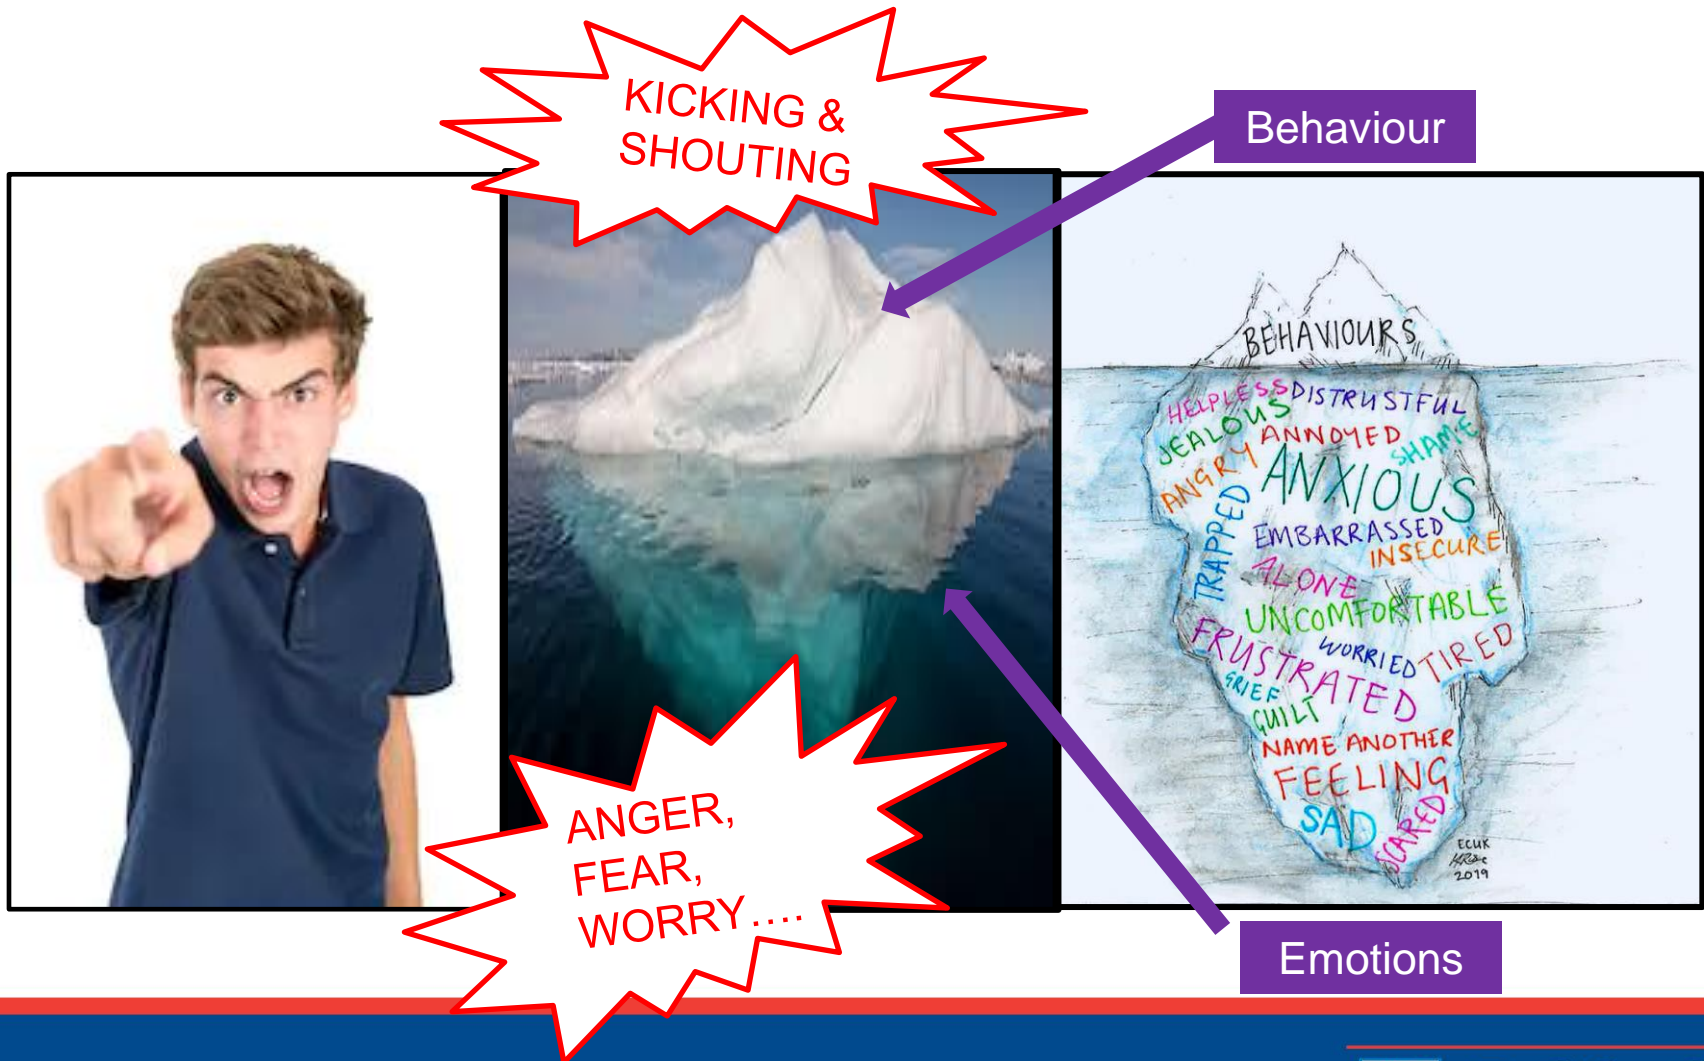 KICKING &
SHOUTING
Behaviour
BEHAVIOURS
HELPLESS DISTRUSTFUL
JEALOUS ANNOYED SHAME
ANGRY
ANXIOUS
TRAPPED
EMBARRASSED
INSECURE
ALONE
UNCOMFORTABLE
FRUSTRATED
WORRIED TIRED
GRIEF
GUILT
NAME ANOTHER
FEELING
SAD
SCARED
ECUK
2019
ANGER,
FEAR,
WORRY....
Emotions